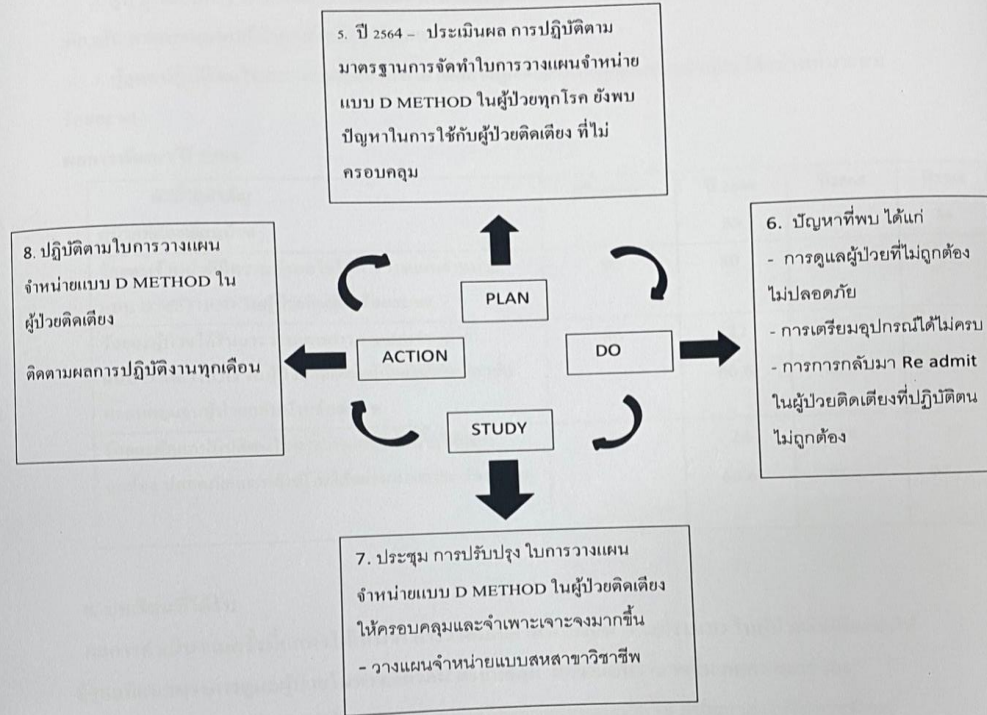 5. ปี 2564 – ประเมินผล การปฏิบัติตาม
มาตรฐานการจัดทำใบการวางแผนจำหน่าย
แบบ D METHOD ในผู้ป่วยทุกโรค ยังพบ
ปัญหาในการใช้กับผู้ป่วยติดเตียง ที่ไม่
ครอบคลุม
8. ปฏิบัติตามใบการวางแผน
จำหน่ายแบบ D METHOD ใน
ผู้ป่วยติดเตียง
ติดตามผลการปฏิบัติงานทุกเดือน
PLAN
ACTION
DO
STUDY
6. ปัญหาที่พบ ได้แก่
- การดูแลผู้ป่วยที่ไม่ถูกต้อง
ไม่ปลอดภัย
- การเตรียมอุปกรณ์ได้ไม่ครบ
- การการกลับมา Re admit
ในผู้ป่วยติดเตียงที่ปฏิบัติตน
ไม่ถูกต้อง
7. ประชุม การปรับปรุง ใบการวางแผน
จำหน่ายแบบ D METHOD ในผู้ป่วยติดเตียง
ให้ครอบคลุมและจำเพาะเจาะจงมากขึ้น
- วางแผนจำหน่ายแบบสหสาขาวิชาชีพ